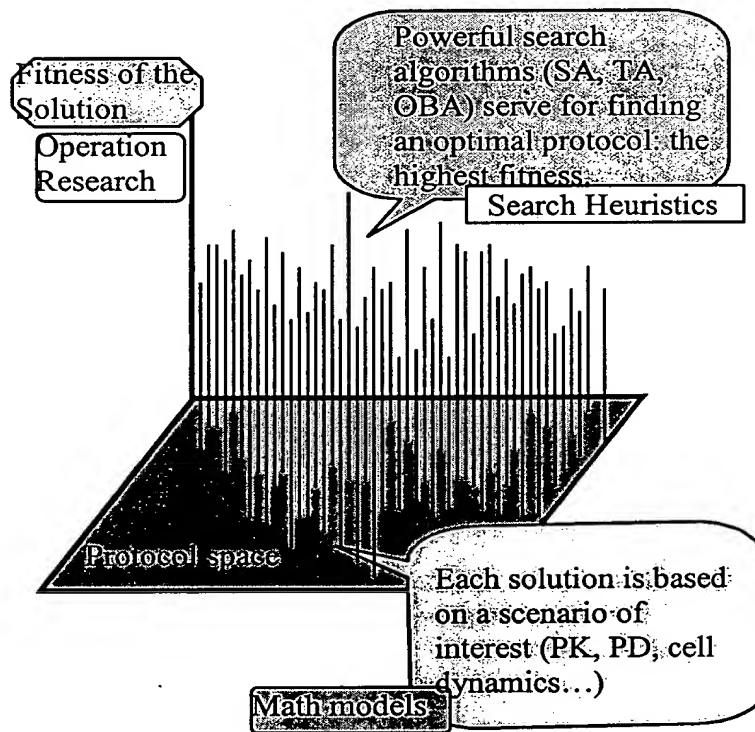 Fitness of the
Solution
Operation
Research
Powerful search
algorithms (SA, TA,
OBA) serve for finding
an optimal protocol: the
highest fitness.
Search Heuristics
Protocol space
Each solution is based
on a scenario of
interest (PK, PD, cell
dynamics…)
Math models